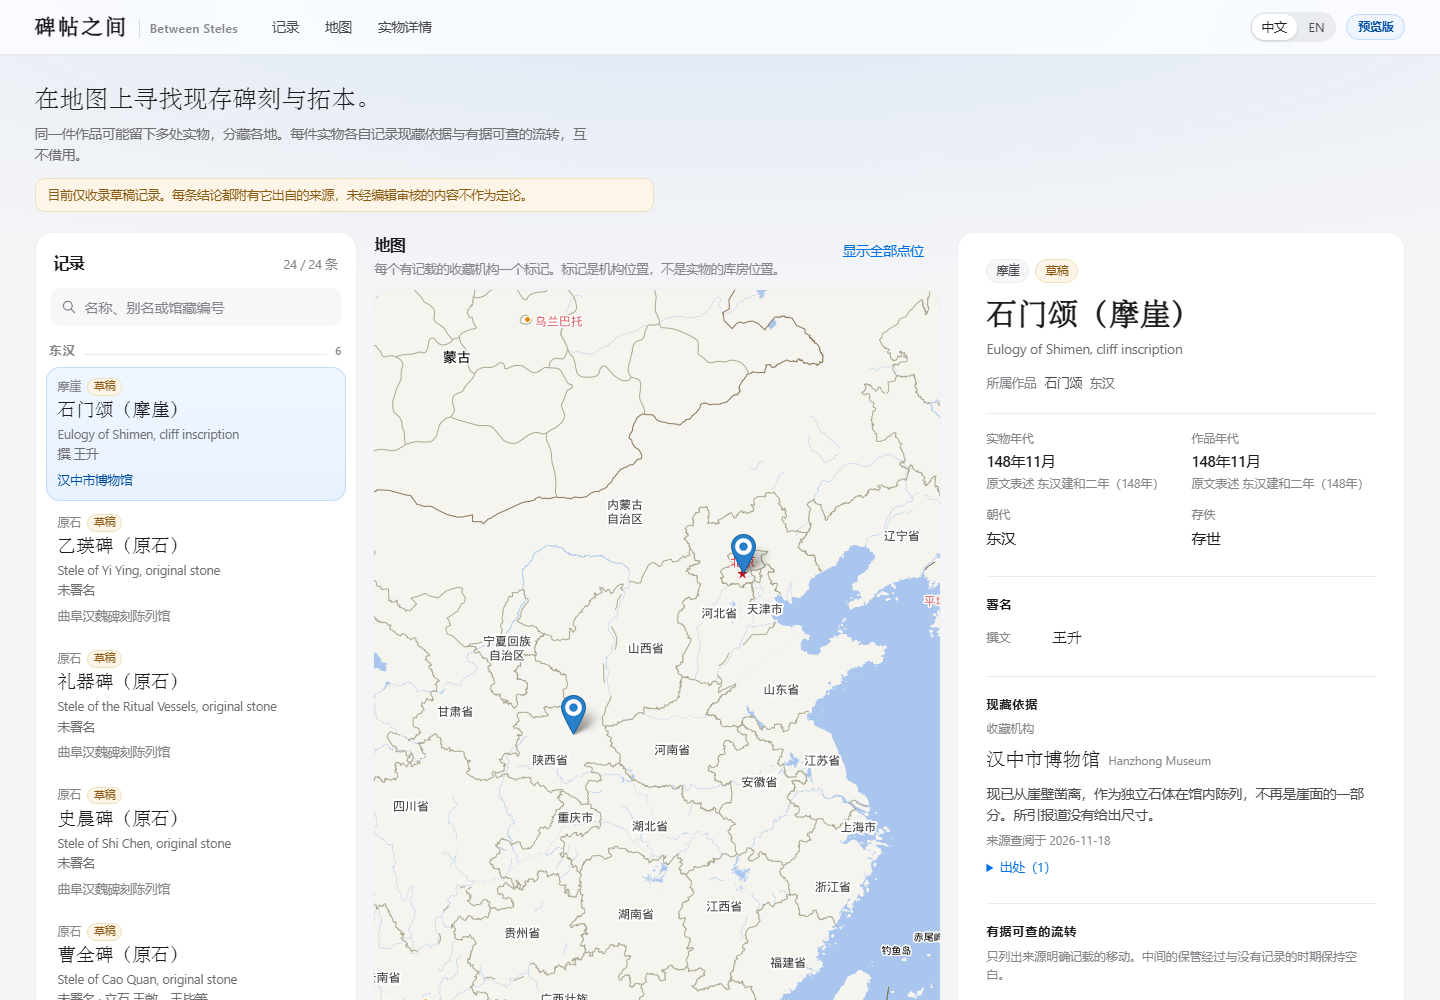 碑帖之间 Between Steles 记录 地图 实物详情 中文 EN 预览版
在地图上寻找现存碑刻与拓本。
同一件作品可能留下多处实物，分藏各地。每件实物各自记录现藏依据与有据可查的流转，互
不借用。
目前仅收录草稿记录。每条结论都附有它出自的来源，未经编辑审核的内容不作为定论。
记录 24 / 24 条
名称、别名或馆藏编号
东汉 6
摩崖 草稿
石门颂（摩崖）
Eulogy of Shimen, cliff inscription
撰 王升
汉中市博物馆
原石 草稿
乙瑛碑（原石）
Stele of Yi Ying, original stone
未署名
曲阜汉魏碑刻陈列馆
原石 草稿
礼器碑（原石）
Stele of the Ritual Vessels, original stone
未署名
曲阜汉魏碑刻陈列馆
原石 草稿
史晨碑（原石）
Stele of Shi Chen, original stone
未署名
曲阜汉魏碑刻陈列馆
原石 草稿
曹全碑（原石）
Stele of Cao Quan, original stone
地图
显示全部点位
每个有记载的收藏机构一个标记。标记是机构位置，不是实物的库房位置。
乌兰巴托
蒙古
内蒙古
自治区
辽宁省
河北省
天津市
宁夏回族
自治区
山西省
山东省
甘肃省
陕西省
河南省
江苏省
安徽省
四川省
重庆市
湖北省
上海市
浙江省
湖南省
江西省
贵州省
赤尾屿
钓鱼岛
福建省
云南省
广西壮族
摩崖 草稿
石门颂（摩崖）
Eulogy of Shimen, cliff inscription
所属作品 石门颂 东汉
实物年代 作品年代
148年11月 148年11月
原文表述 东汉建和二年（148年） 原文表述 东汉建和二年（148年）
朝代 存佚
东汉 存世
署名
撰文 王升
现藏依据
收藏机构
汉中市博物馆 Hanzhong Museum
现已从崖壁凿离，作为独立石体在馆内陈列，不再是崖面的一部
分。所引报道没有给出尺寸。
来源查阅于 2026-11-18
出处（1）
有据可查的流转
只列出来源明确记载的移动。中间的保管经过与没有记录的时期保持空
白。